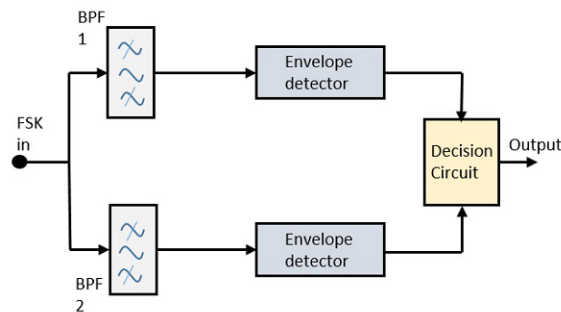 BPF
1
Envelope
detector
FSK
in
Decision
Circuit
Output
Envelope
detector
BPF
2